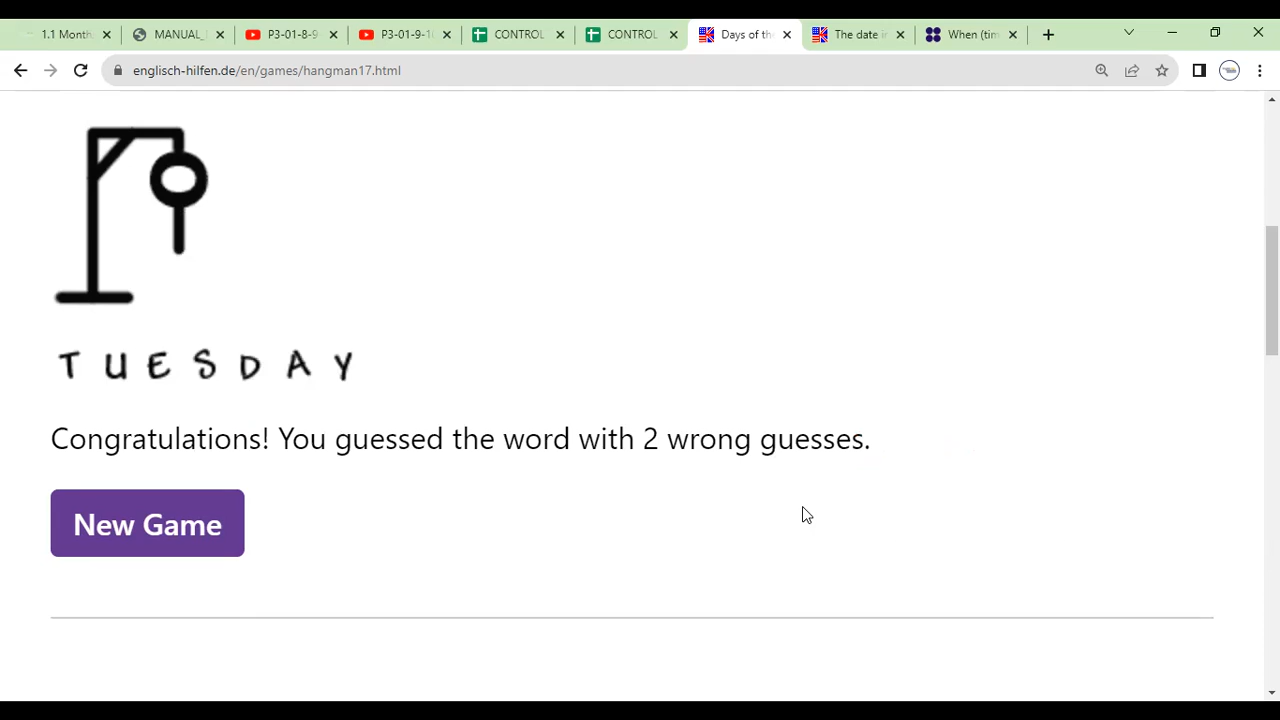 1.1 Month
MANUAL_
P3-01-8-9
P3-01-9-1
CONTROL
CONTROL
Days of th
The date i
When (tim
englisch-hilfen.de/en/games/hangman17.html
T U E S D A Y
Congratulations! You guessed the word with 2 wrong guesses.
New Game